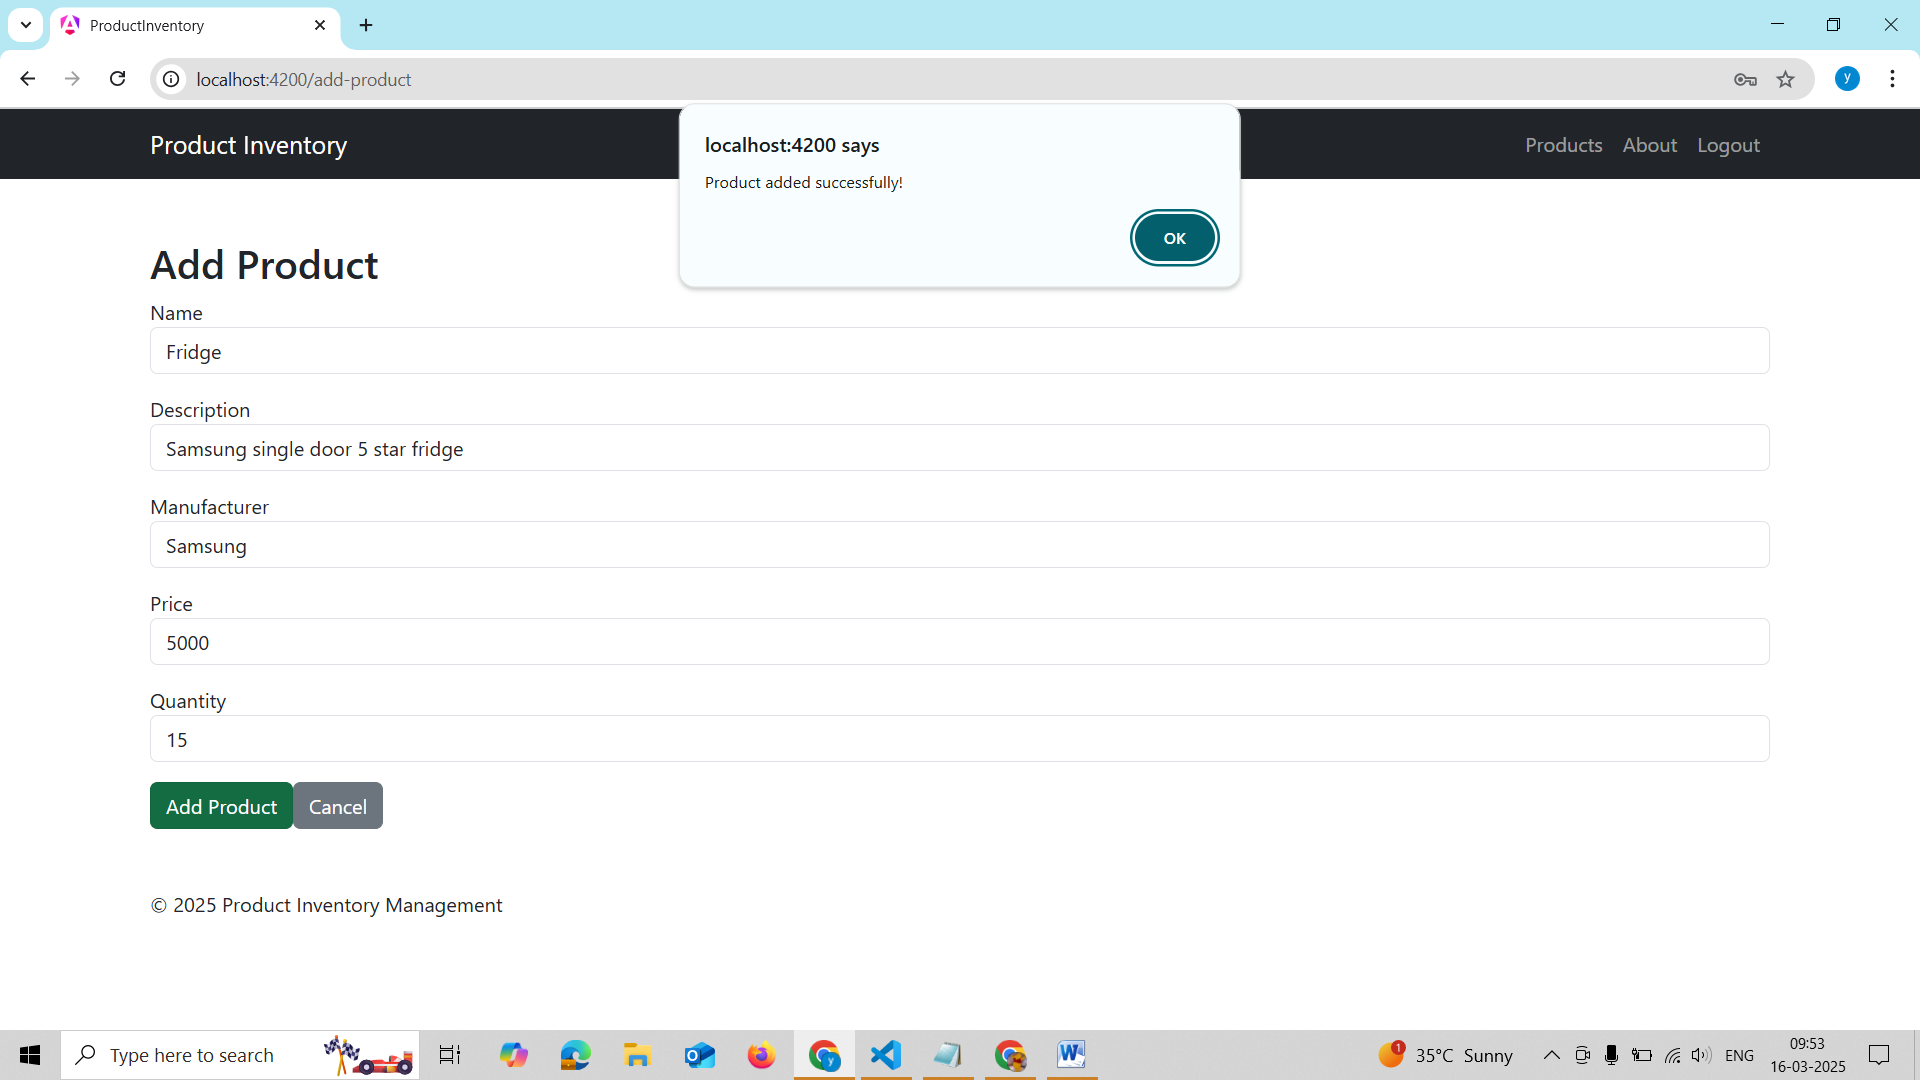 ProductInventory
localhost:4200/add-product
y
Product Inventory
Products About Logout
localhost:4200 says
Product added successfully!
OK
Add Product
Name
Fridge
Description
Samsung single door 5 star fridge
Manufacturer
Samsung
Price
5000
Quantity
15
Add Product
Cancel
© 2025 Product Inventory Management
Type here to search
1
35°C Sunny
ENG
09:53
16-03-2025